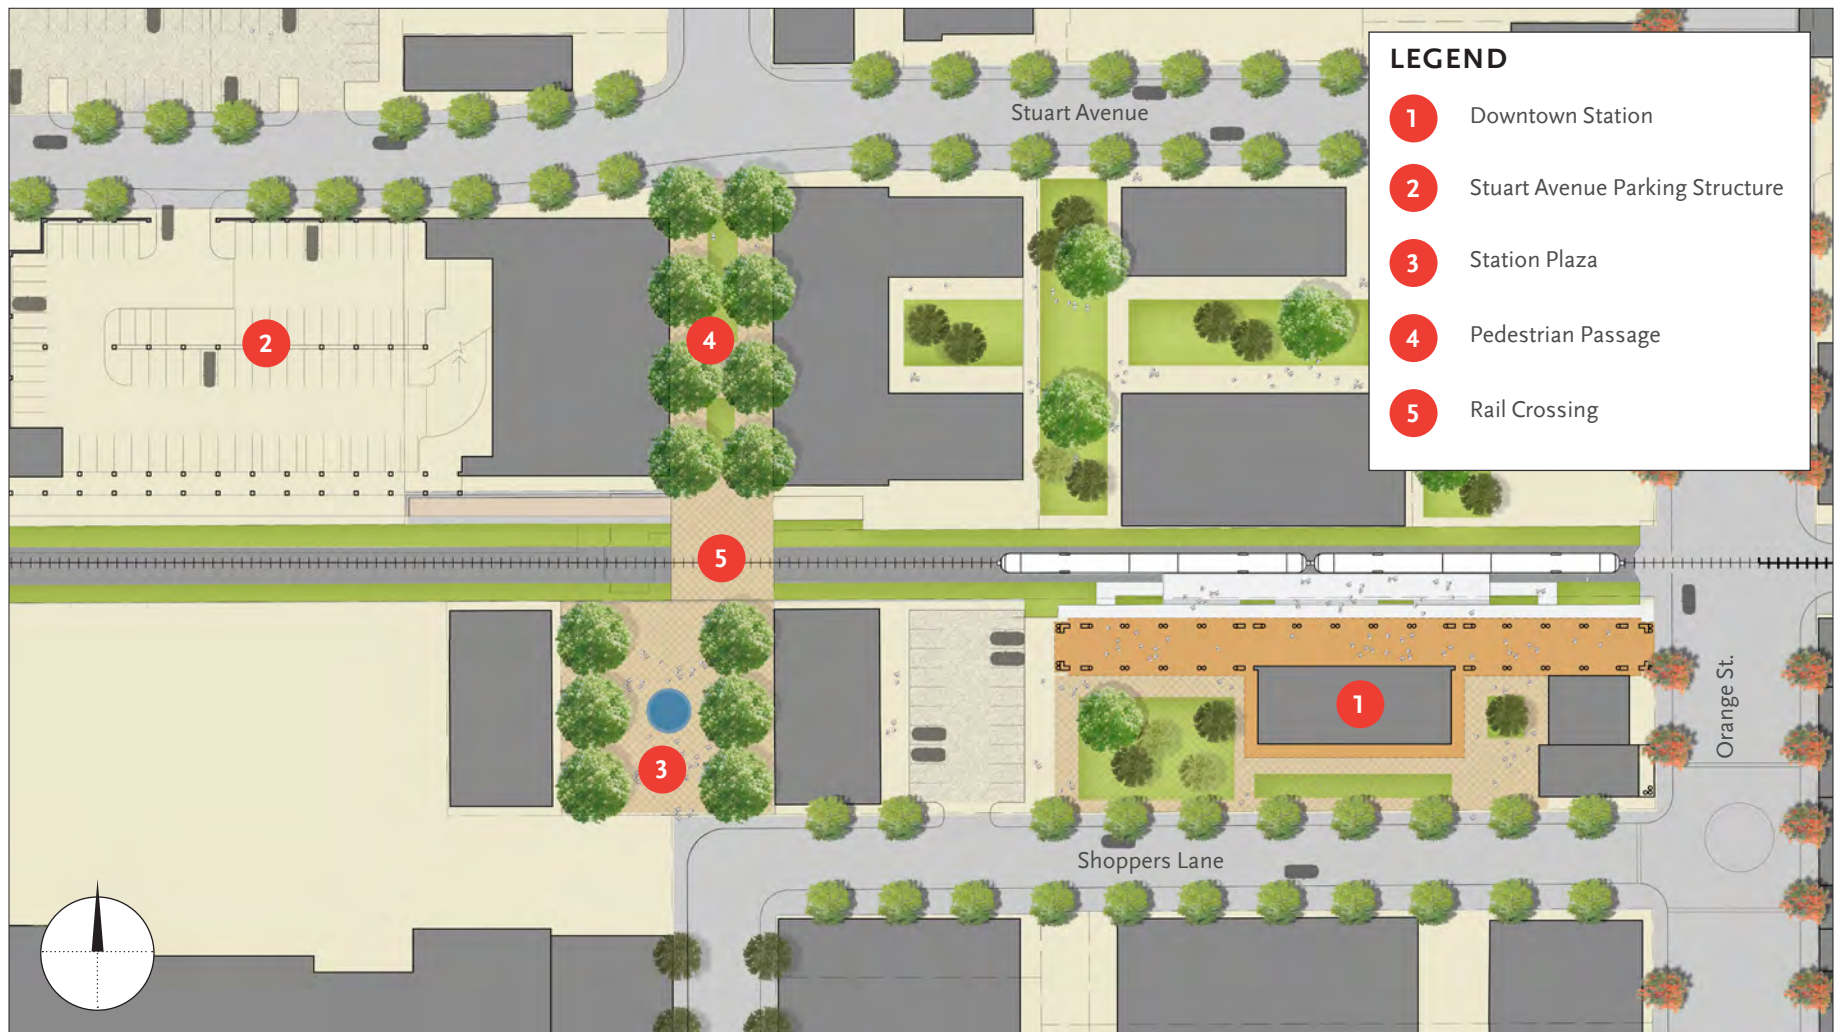 LEGEND
1 Downtown Station
2 Stuart Avenue Parking Structure
3 Station Plaza
4 Pedestrian Passage
5 Rail Crossing
Stuart Avenue
2
4
5
3
1
Orange St.
Shoppers Lane